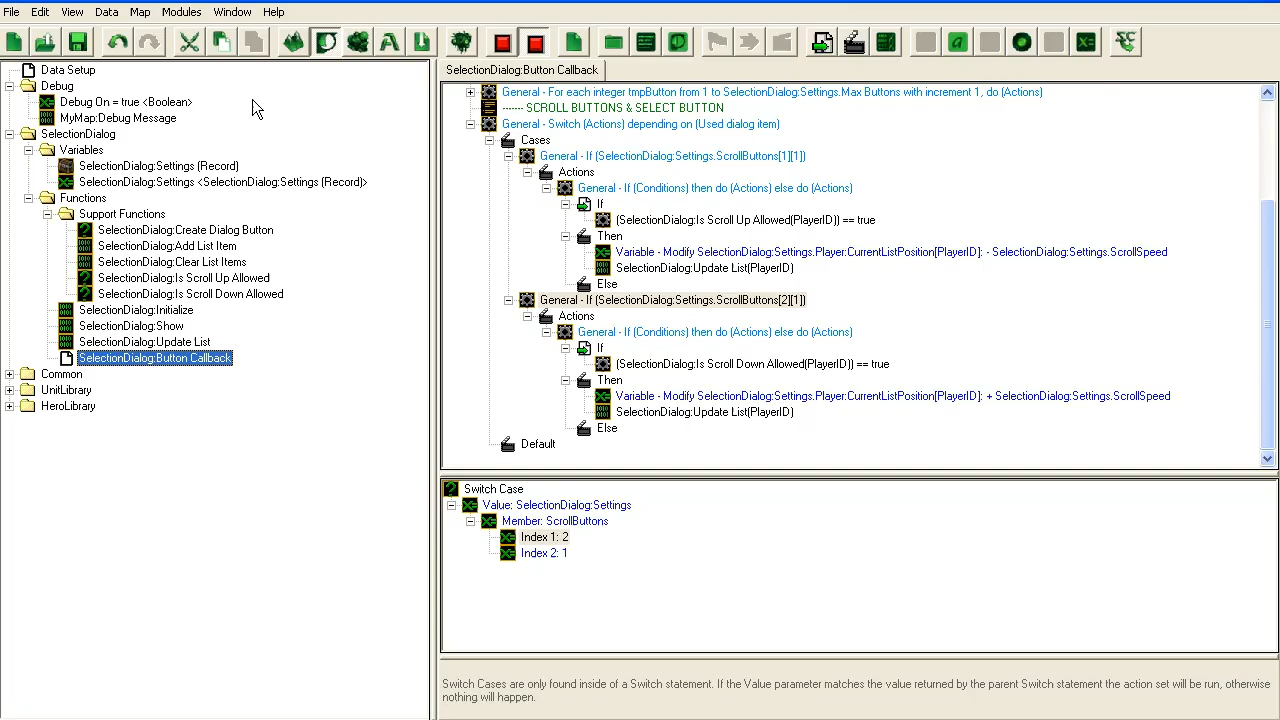 File Edit View Data Map Modules Window Help
Data Setup
Debug
Debug On = true <Boolean>
MyMap:Debug Message
SelectionDialog
Variables
SelectionDialog:Settings (Record)
SelectionDialog:Settings <SelectionDialog:Settings (Record)>
Functions
Support Functions
SelectionDialog:Create Dialog Button
SelectionDialog:Add List Item
SelectionDialog:Clear List Items
SelectionDialog:Is Scroll Up Allowed
SelectionDialog:Is Scroll Down Allowed
SelectionDialog:Initialize
SelectionDialog:Show
SelectionDialog:Update List
SelectionDialog:Button Callback
Common
UnitLibrary
HeroLibrary
SelectionDialog:Button Callback
General - For each integer tmpButton from 1 to SelectionDialog:Settings.Max Buttons with increment 1, do (Actions)
------ SCROLL BUTTONS & SELECT BUTTON
General - Switch (Actions) depending on (Used dialog item)
Cases
General - If (SelectionDialog:Settings.ScrollButtons[1][1])
Actions
General - If (Conditions) then do (Actions) else do (Actions)
If
(SelectionDialog:Is Scroll Up Allowed(PlayerID)) == true
Then
Variable - Modify SelectionDialog:Settings.Player:CurrentListPosition[PlayerID]: - SelectionDialog:Settings.ScrollSpeed
SelectionDialog:Update List(PlayerID)
Else
General - If (SelectionDialog:Settings.ScrollButtons[2][1])
Actions
General - If (Conditions) then do (Actions) else do (Actions)
If
(SelectionDialog:Is Scroll Down Allowed(PlayerID)) == true
Then
Variable - Modify SelectionDialog:Settings.Player:CurrentListPosition[PlayerID]: + SelectionDialog:Settings.ScrollSpeed
SelectionDialog:Update List(PlayerID)
Else
Default
Switch Case
Value: SelectionDialog:Settings
Member: ScrollButtons
Index 1: 2
Index 2: 1
Switch Cases are only found inside of a Switch statement. If the Value parameter matches the value returned by the parent Switch statement the action set will be run, otherwise
nothing will happen.